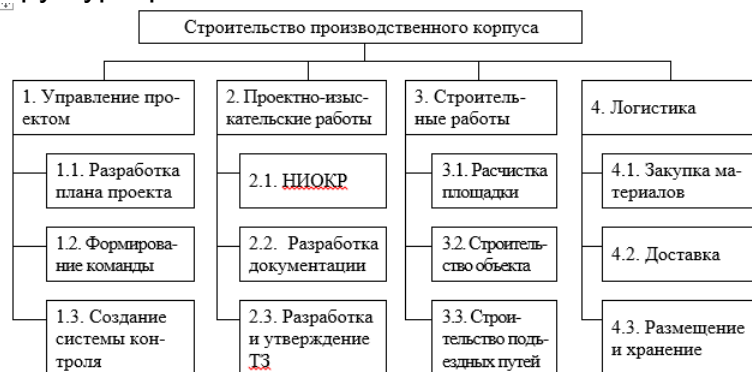 Строительство производственного корпуса
1. Управление про-
ектом
2. Проектно-изыс-
кательские работы
3. Строитель-
ные работы
4. Логистика
1.1. Разработка
плана проекта
2.1. НИОКР
3.1. Расчистка
площадки
4.1. Закупка ма-
териалов
1.2. Формирова-
ние команды
2.2. Разработка
документации
3.2. Строитель-
ство объекта
4.2. Доставка
1.3. Создание
системы кон-
троля
2.3. Разработка
и утверждение
ТЗ
3.3. Строи-
тельство подъ-
ездных путей
4.3. Размещение
и хранение